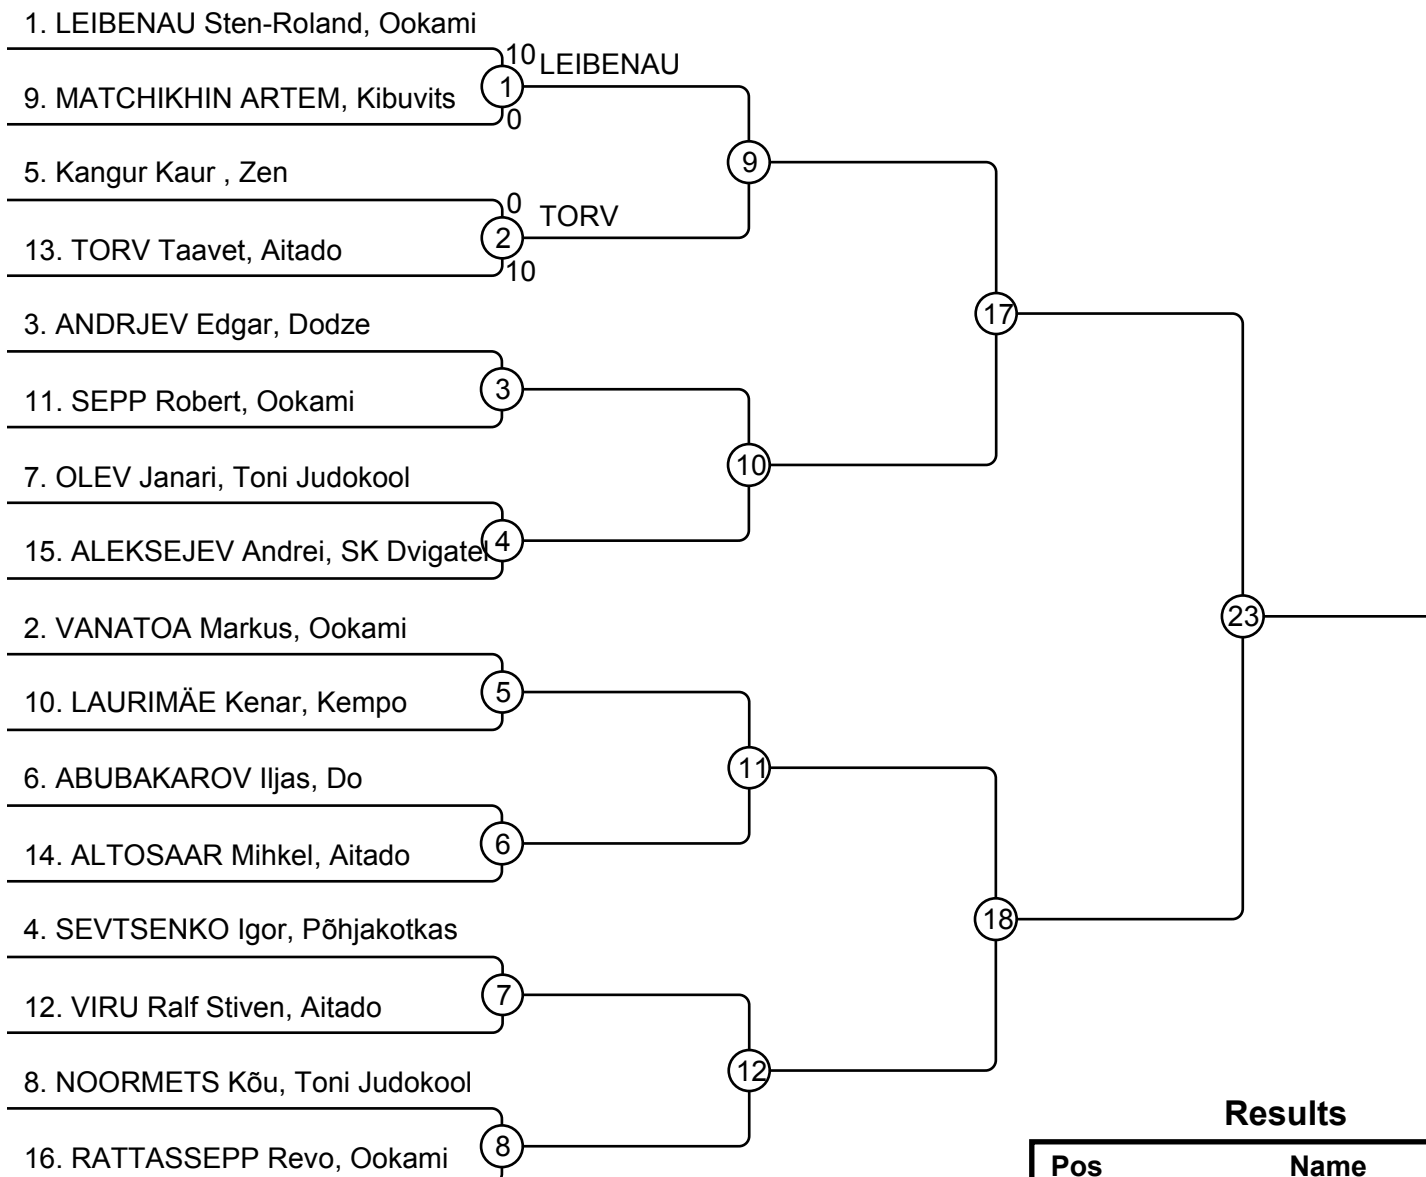 1. LEIBENAU Sten-Roland, Ookami
10
LEIBENAU
1
9. MATCHIKHIN ARTEM, Kibuvits
0
9
5. Kangur Kaur , Zen
0
TORV
2
13. TORV Taavet, Aitado
10
17
3. ANDRJEV Edgar, Dodze
3
11. SEPP Robert, Ookami
10
7. OLEV Janari, Toni Judokool
4
15. ALEKSEJEV Andrei, SK Dvigatel
23
2. VANATOA Markus, Ookami
5
10. LAURIMÄE Kenar, Kempo
11
6. ABUBAKAROV Iljas, Do
6
14. ALTOSAAR Mihkel, Aitado
18
4. SEVTSENKO Igor, Põhjakotkas
7
12. VIRU Ralf Stiven, Aitado
12
8. NOORMETS Kõu, Toni Judokool
8
16. RATTASSEPP Revo, Ookami
Results
Pos Name